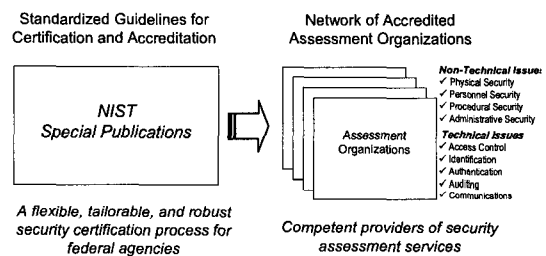 Standardized Guidelines for
Certification and Accreditation
NIST
Special Publications
A flexible, tailorable, and robust
security certification process for
federal agencies
Network of Accredited
Assessment Organizations
Assessment
Organizations
Non-Technical Issues
✓ Physical Security
✓ Personnel Security
✓ Procedural Security
✓ Administrative Security
Technical Issues
✓ Access Control
✓ Identification
✓ Authentication
✓ Auditing
✓ Communications
Competent providers of security
assessment services